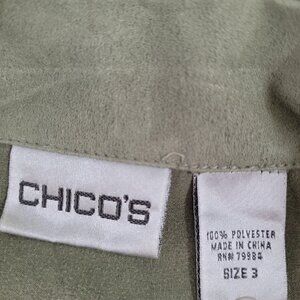 CHICO'S
100% POLYESTER
MADE IN CHINA
RN# 79984
SIZE 3